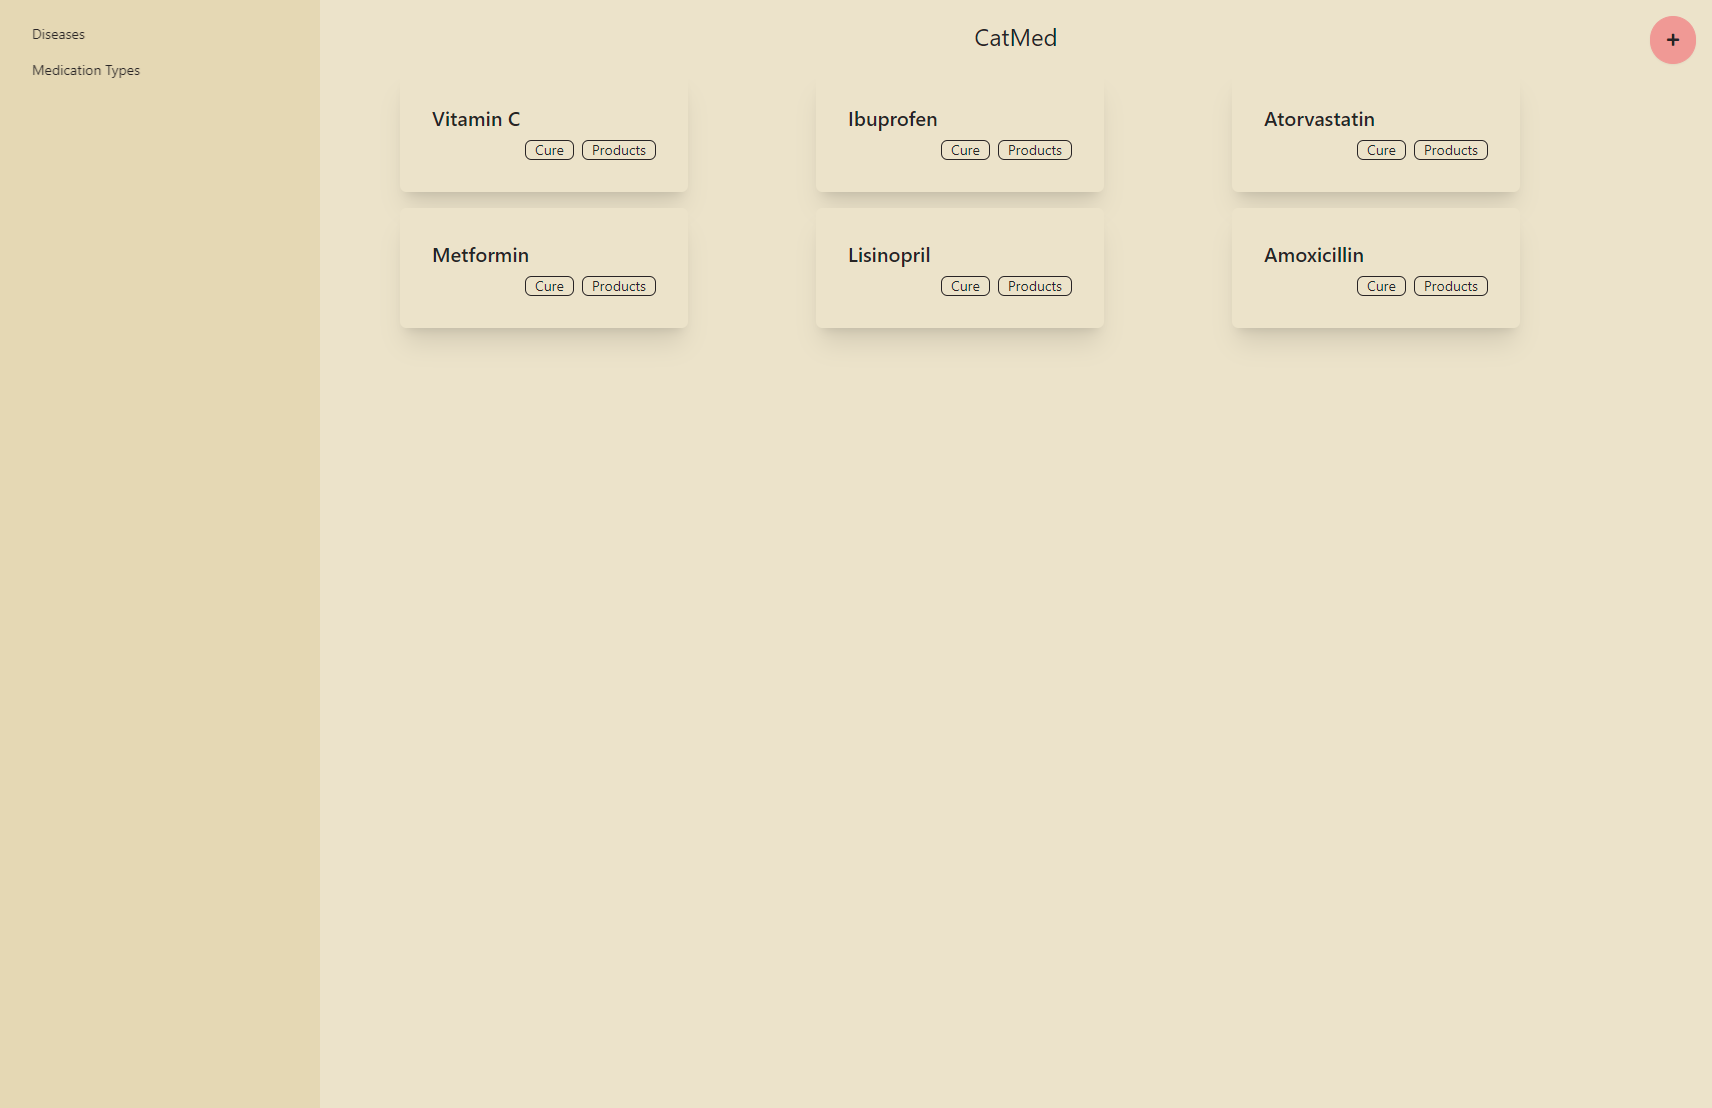 Diseases
Medication Types
CatMed
+
Vitamin C
Cure Products
Ibuprofen
Cure Products
Atorvastatin
Cure Products
Metformin
Cure Products
Lisinopril
Cure Products
Amoxicillin
Cure Products